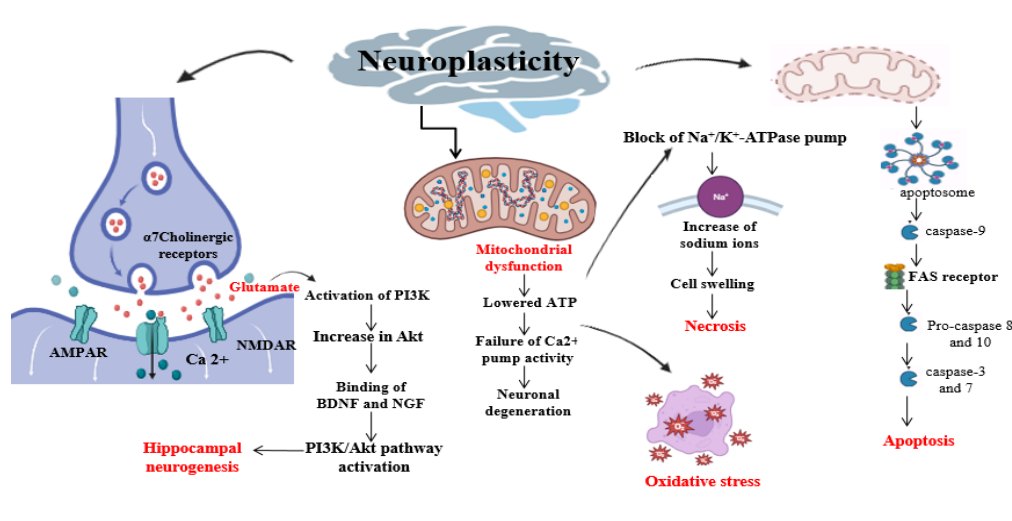 Neuroplasticity
α7Cholinergic
receptors
Glutamate
AMPAR
Ca 2+
NMDAR
Activation of PI3K
Increase in Akt
Binding of
BDNF and NGF
PI3K/Akt pathway
activation
Hippocampal
neurogenesis
Mitochondrial
dysfunction
Lowered ATP
Failure of Ca2+
pump activity
Neuronal
degeneration
Block of Na⁺/K⁺-ATPase pump
Na⁺
Increase of
sodium ions
Cell swelling
Necrosis
O₂
Oxidative stress
apoptosome
caspase-9
FAS receptor
Pro-caspase 8
and 10
caspase-3
and 7
Apoptosis